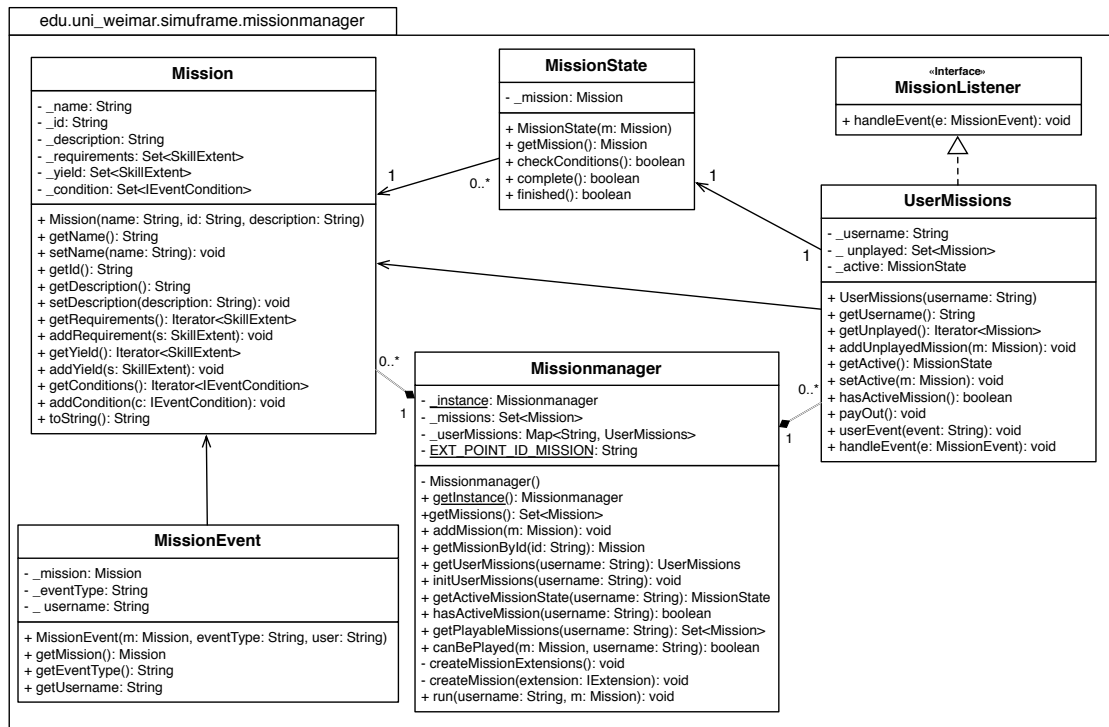 edu.uni_weimar.simuframe.missionmanager
Mission
- _name: String
- _id: String
- _description: String
- _requirements: Set<SkillExtent>
- _yield: Set<SkillExtent>
- _condition: Set<IEventCondition>
+ Mission(name: String, id: String, description: String)
+ getName(): String
+ setName(name: String): void
+ getId(): String
+ getDescription(): String
+ setDescription(description: String): void
+ getRequirements(): Iterator<SkillExtent>
+ addRequirement(s: SkillExtent): void
+ getYield(): Iterator<SkillExtent>
+ addYield(s: SkillExtent): void
+ getConditions(): Iterator<IEventCondition>
+ addCondition(c: IEventCondition): void
+ toString(): String
1
0..*
MissionState
- _mission: Mission
+ MissionState(m: Mission)
+ getMission(): Mission
+ checkConditions(): boolean
+ complete(): boolean
+ finished(): boolean
1
1
«Interface»
MissionListener
+ handleEvent(e: MissionEvent): void
UserMissions
- _username: String
- _ unplayed: Set<Mission>
- _active: MissionState
+ UserMissions(username: String)
+ getUsername(): String
+ getUnplayed(): Iterator<Mission>
+ addUnplayedMission(m: Mission): void
+ getActive(): MissionState
+ setActive(m: Mission): void
+ hasActiveMission(): boolean
+ payOut(): void
+ userEvent(event: String): void
+ handleEvent(e: MissionEvent): void
0..*
1
0..*
1
Missionmanager
- _instance: Missionmanager
- _missions: Set<Mission>
- _userMissions: Map<String, UserMissions>
- EXT_POINT_ID_MISSION: String
- Missionmanager()
+ getInstance(): Missionmanager
+getMissions(): Set<Mission>
+ addMission(m: Mission): void
+ getMissionById(id: String): Mission
+ getUserMissions(username: String): UserMissions
+ initUserMissions(username: String): void
+ getActiveMissionState(username: String): MissionState
+ hasActiveMission(username: String): boolean
+ getPlayableMissions(username: String): Set<Mission>
+ canBePlayed(m: Mission, username: String): boolean
- createMissionExtensions(): void
- createMission(extension: IExtension): void
+ run(username: String, m: Mission): void
MissionEvent
- _mission: Mission
- _eventType: String
- _ username: String
+ MissionEvent(m: Mission, eventType: String, user: String)
+ getMission(): Mission
+ getEventType(): String
+ getUsername: String